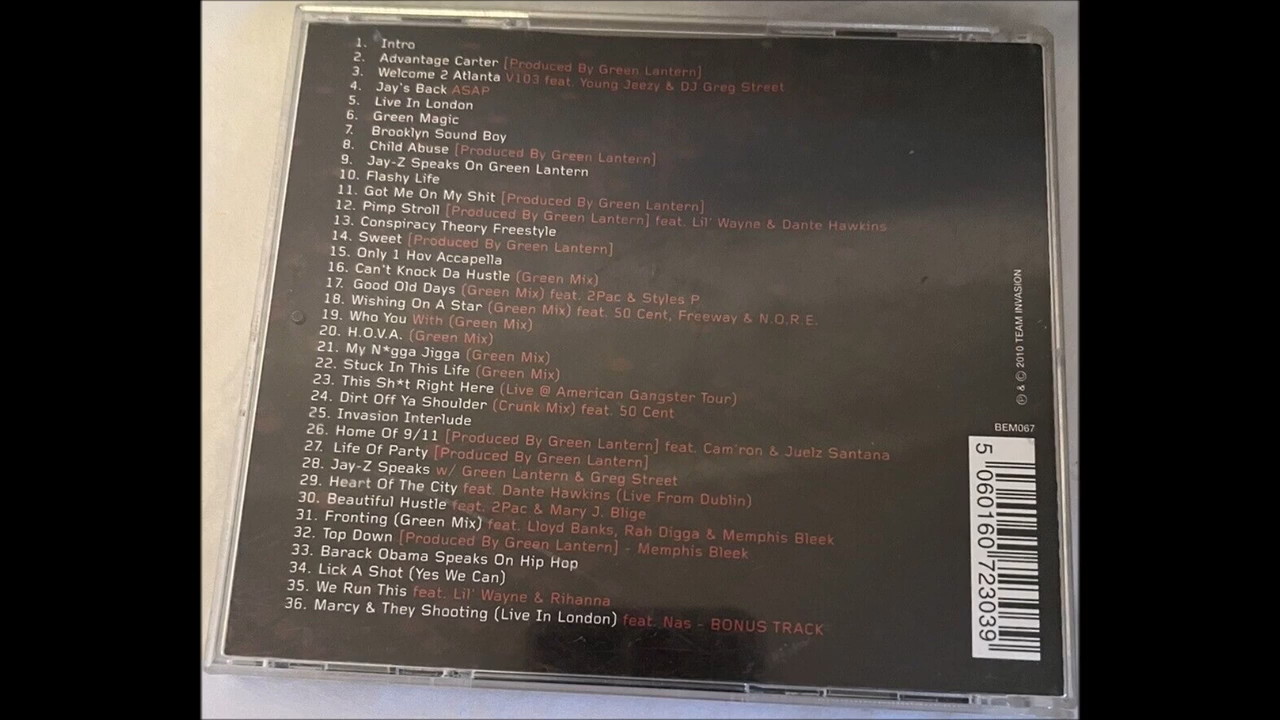 1. Intro
2. Advantage Carter [Produced By Green Lantern]
3. Welcome 2 Atlanta V103 feat. Young Jeezy & DJ Greg Street
4. Jay's Back ASAP
5. Live In London
6. Green Magic
7. Brooklyn Sound Boy
8. Child Abuse [Produced By Green Lantern]
9. Jay-Z Speaks On Green Lantern
10. Flashy Life
11. Got Me On My Shit [Produced By Green Lantern]
12. Pimp Stroll [Produced By Green Lantern] feat. Lil' Wayne & Dante Hawkins
13. Conspiracy Theory Freestyle
14. Sweet [Produced By Green Lantern]
15. Only 1 Hov Accapella
16. Can't Knock Da Hustle (Green Mix)
17. Good Old Days (Green Mix) feat. 2Pac & Styles P
18. Wishing On A Star (Green Mix) feat. 50 Cent, Freeway & N.O.R.E.
19. Who You With (Green Mix)
20. H.O.V.A. (Green Mix)
21. My N*gga Jigga (Green Mix)
22. Stuck In This Life (Green Mix)
23. This Sh*t Right Here (Live @ American Gangster Tour)
24. Dirt Off Ya Shoulder (Crunk Mix) feat. 50 Cent
25. Invasion Interlude
26. Home Of 9/11 [Produced By Green Lantern] feat. Cam'ron & Juelz Santana
27. Life Of Party [Produced By Green Lantern]
28. Jay-Z Speaks w/ Green Lantern & Greg Street
29. Heart Of The City feat. Dante Hawkins (Live From Dublin)
30. Beautiful Hustle feat. 2Pac & Mary J. Blige
31. Fronting (Green Mix) feat. Lloyd Banks, Rah Digga & Memphis Bleek
32. Top Down [Produced By Green Lantern] - Memphis Bleek
33. Barack Obama Speaks On Hip Hop
34. Lick A Shot (Yes We Can)
35. We Run This feat. Lil' Wayne & Rihanna
36. Marcy & They Shooting (Live In London) feat. Nas - BONUS TRACK
℗ & © 2010 TEAM INVASION
BEM067
5 060160 723039